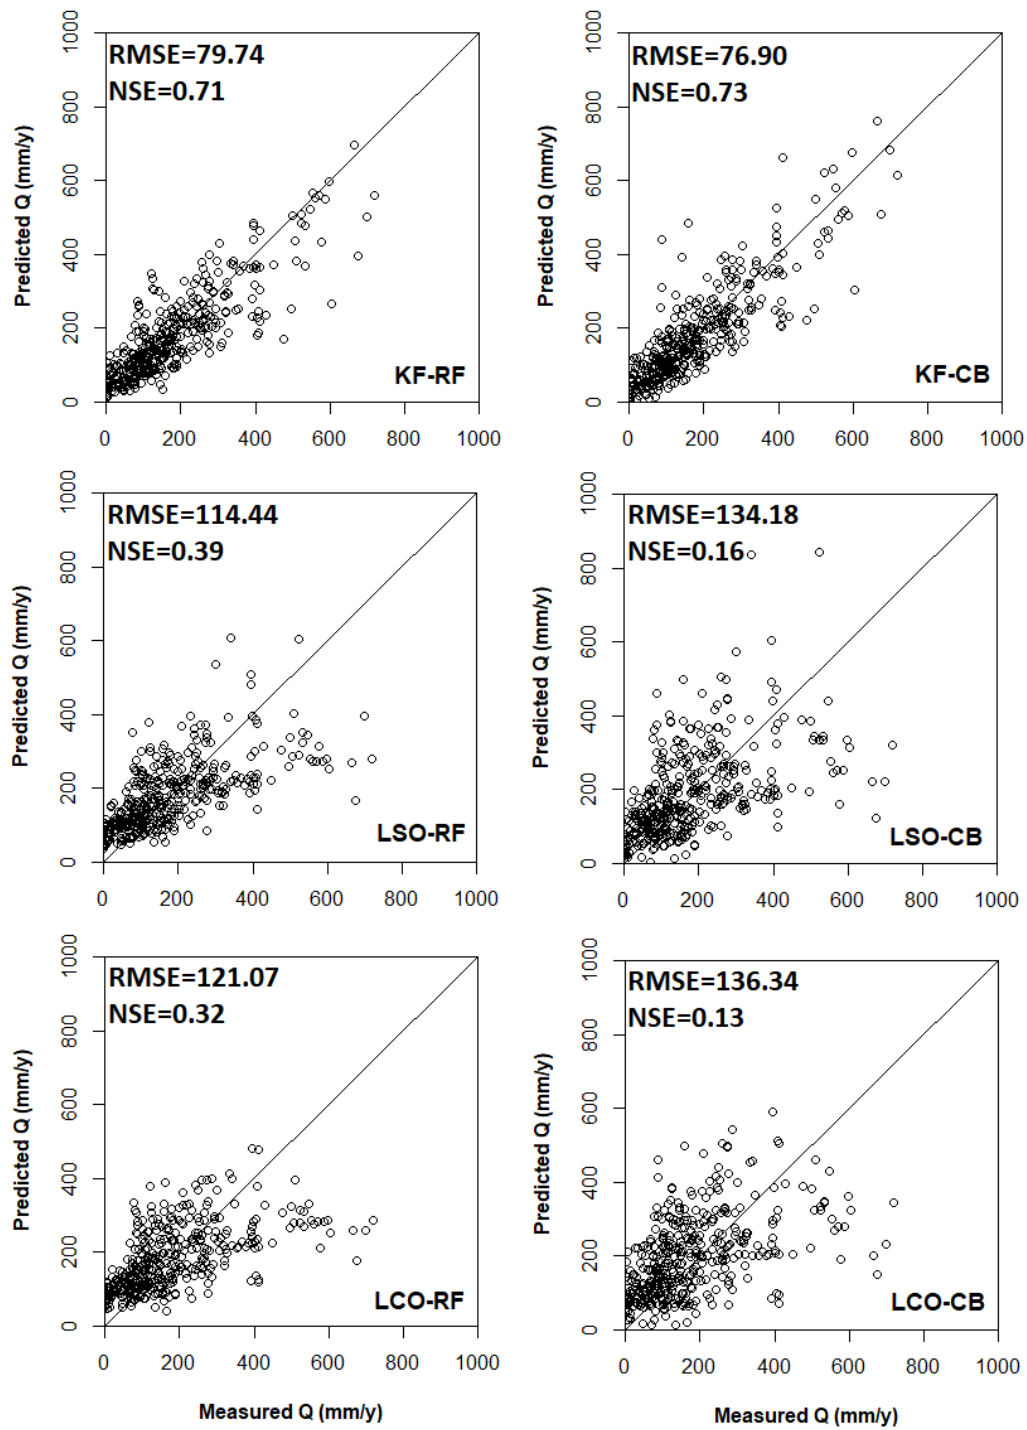 RMSE=79.74
NSE=0.71
Predicted Q (mm/y)
0 200 400 600 800 1000
KF-RF
0 200 400 600 800 1000
RMSE=76.90
NSE=0.73
Predicted Q (mm/y)
0 200 400 600 800 1000
KF-CB
0 200 400 600 800 1000
RMSE=114.44
NSE=0.39
Predicted Q (mm/y)
0 200 400 600 800 1000
LSO-RF
0 200 400 600 800 1000
RMSE=134.18
NSE=0.16
Predicted Q (mm/y)
0 200 400 600 800 1000
LSO-CB
0 200 400 600 800 1000
RMSE=121.07
NSE=0.32
Predicted Q (mm/y)
0 200 400 600 800 1000
LCO-RF
0 200 400 600 800 1000
Measured Q (mm/y)
RMSE=136.34
NSE=0.13
Predicted Q (mm/y)
0 200 400 600 800 1000
LCO-CB
0 200 400 600 800 1000
Measured Q (mm/y)